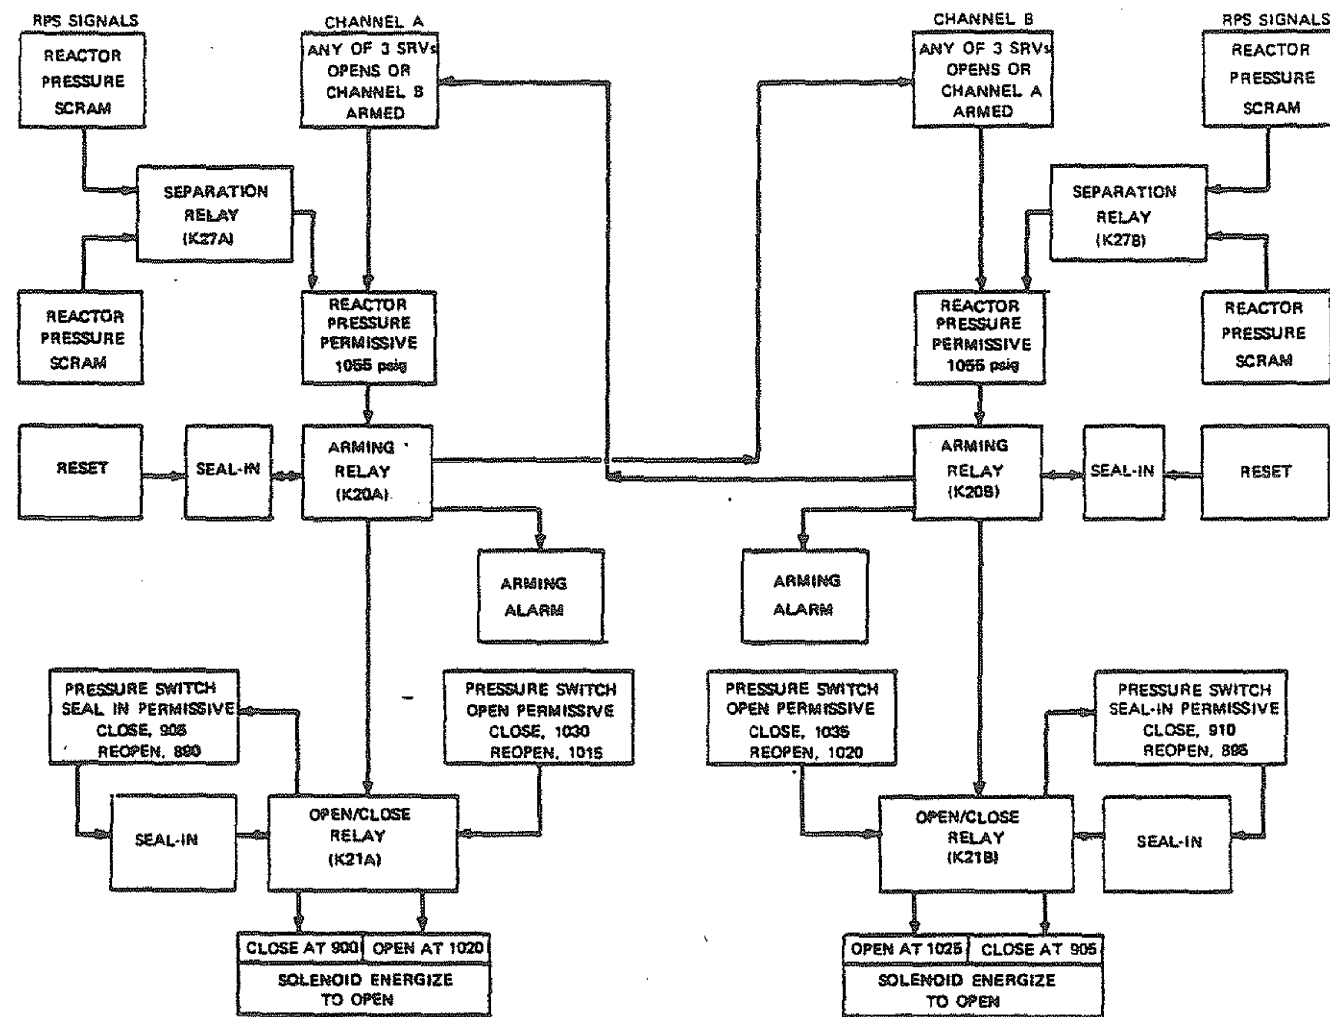 RPS SIGNALS
REACTOR
PRESSURE
SCRAM
CHANNEL A
ANY OF 3 SRVs
OPENS OR
CHANNEL B
ARMED
CHANNEL B
ANY OF 3 SRVs
OPENS OR
CHANNEL A
ARMED
RPS SIGNALS
REACTOR
PRESSURE
SCRAM
SEPARATION
RELAY
(K27A)
SEPARATION
RELAY
(K27B)
REACTOR
PRESSURE
SCRAM
REACTOR
PRESSURE
PERMISSIVE
1055 psig
REACTOR
PRESSURE
PERMISSIVE
1055 psig
REACTOR
PRESSURE
SCRAM
RESET
SEAL-IN
ARMING
RELAY
(K20A)
ARMING
RELAY
(K20B)
SEAL-IN
RESET
ARMING
ALARM
ARMING
ALARM
PRESSURE SWITCH
SEAL IN PERMISSIVE
CLOSE, 905
REOPEN, 890
PRESSURE SWITCH
OPEN PERMISSIVE
CLOSE, 1030
REOPEN, 1015
PRESSURE SWITCH
OPEN PERMISSIVE
CLOSE, 1035
REOPEN, 1020
PRESSURE SWITCH
SEAL-IN PERMISSIVE
CLOSE, 910
REOPEN, 895
SEAL-IN
OPEN/CLOSE
RELAY
(K21A)
OPEN/CLOSE
RELAY
(K21B)
SEAL-IN
CLOSE AT 900
OPEN AT 1020
SOLENOID ENERGIZE
TO OPEN
OPEN AT 1025
CLOSE AT 905
SOLENOID ENERGIZE
TO OPEN